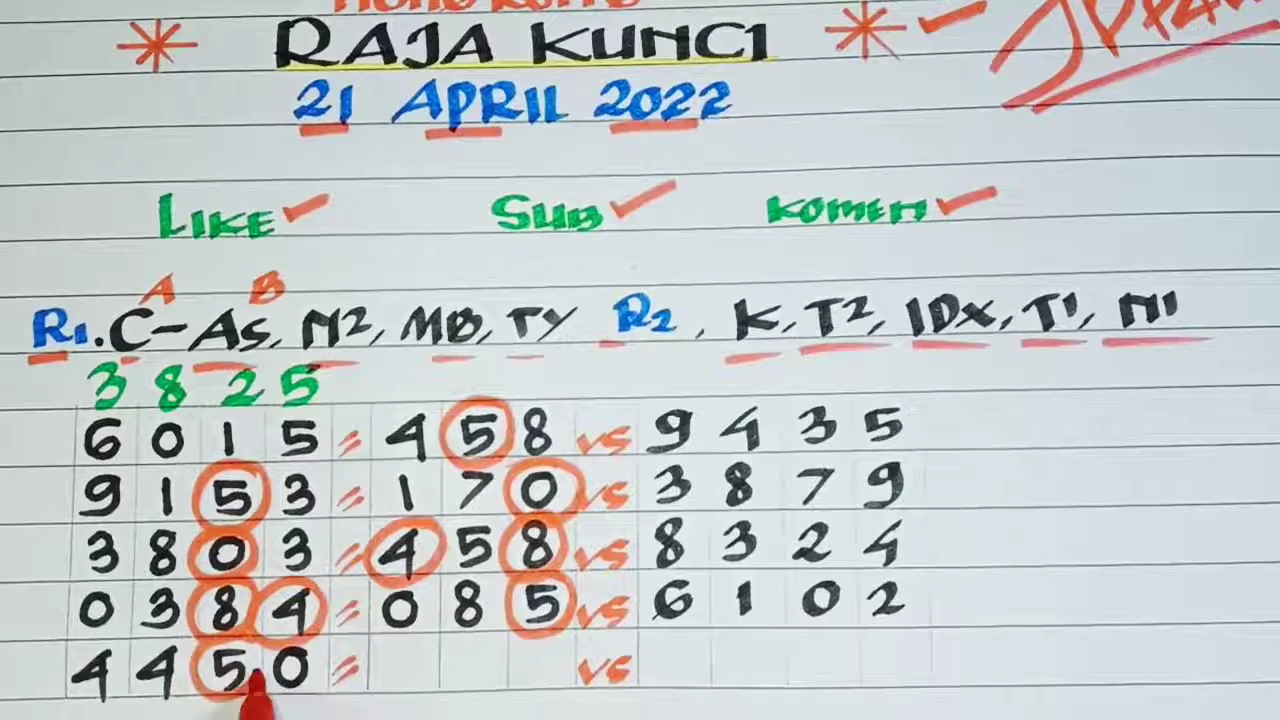 RAJA KUNCI
21 APRIL 2022
LIKE SUB KOMEN
A B
R1. C-AS, N2, MB, TY R2, K, T2, IDX, T1, N1
3 8 2 5
6 0 1 5 = 4 5 8 vs 9 4 3 5
9 1 5 3 = 1 7 0 vs 3 8 7 9
3 8 0 3 = 4 5 8 vs 8 3 2 4
0 3 8 4 = 0 8 5 vs 6 1 0 2
4 4 5 0 = vs